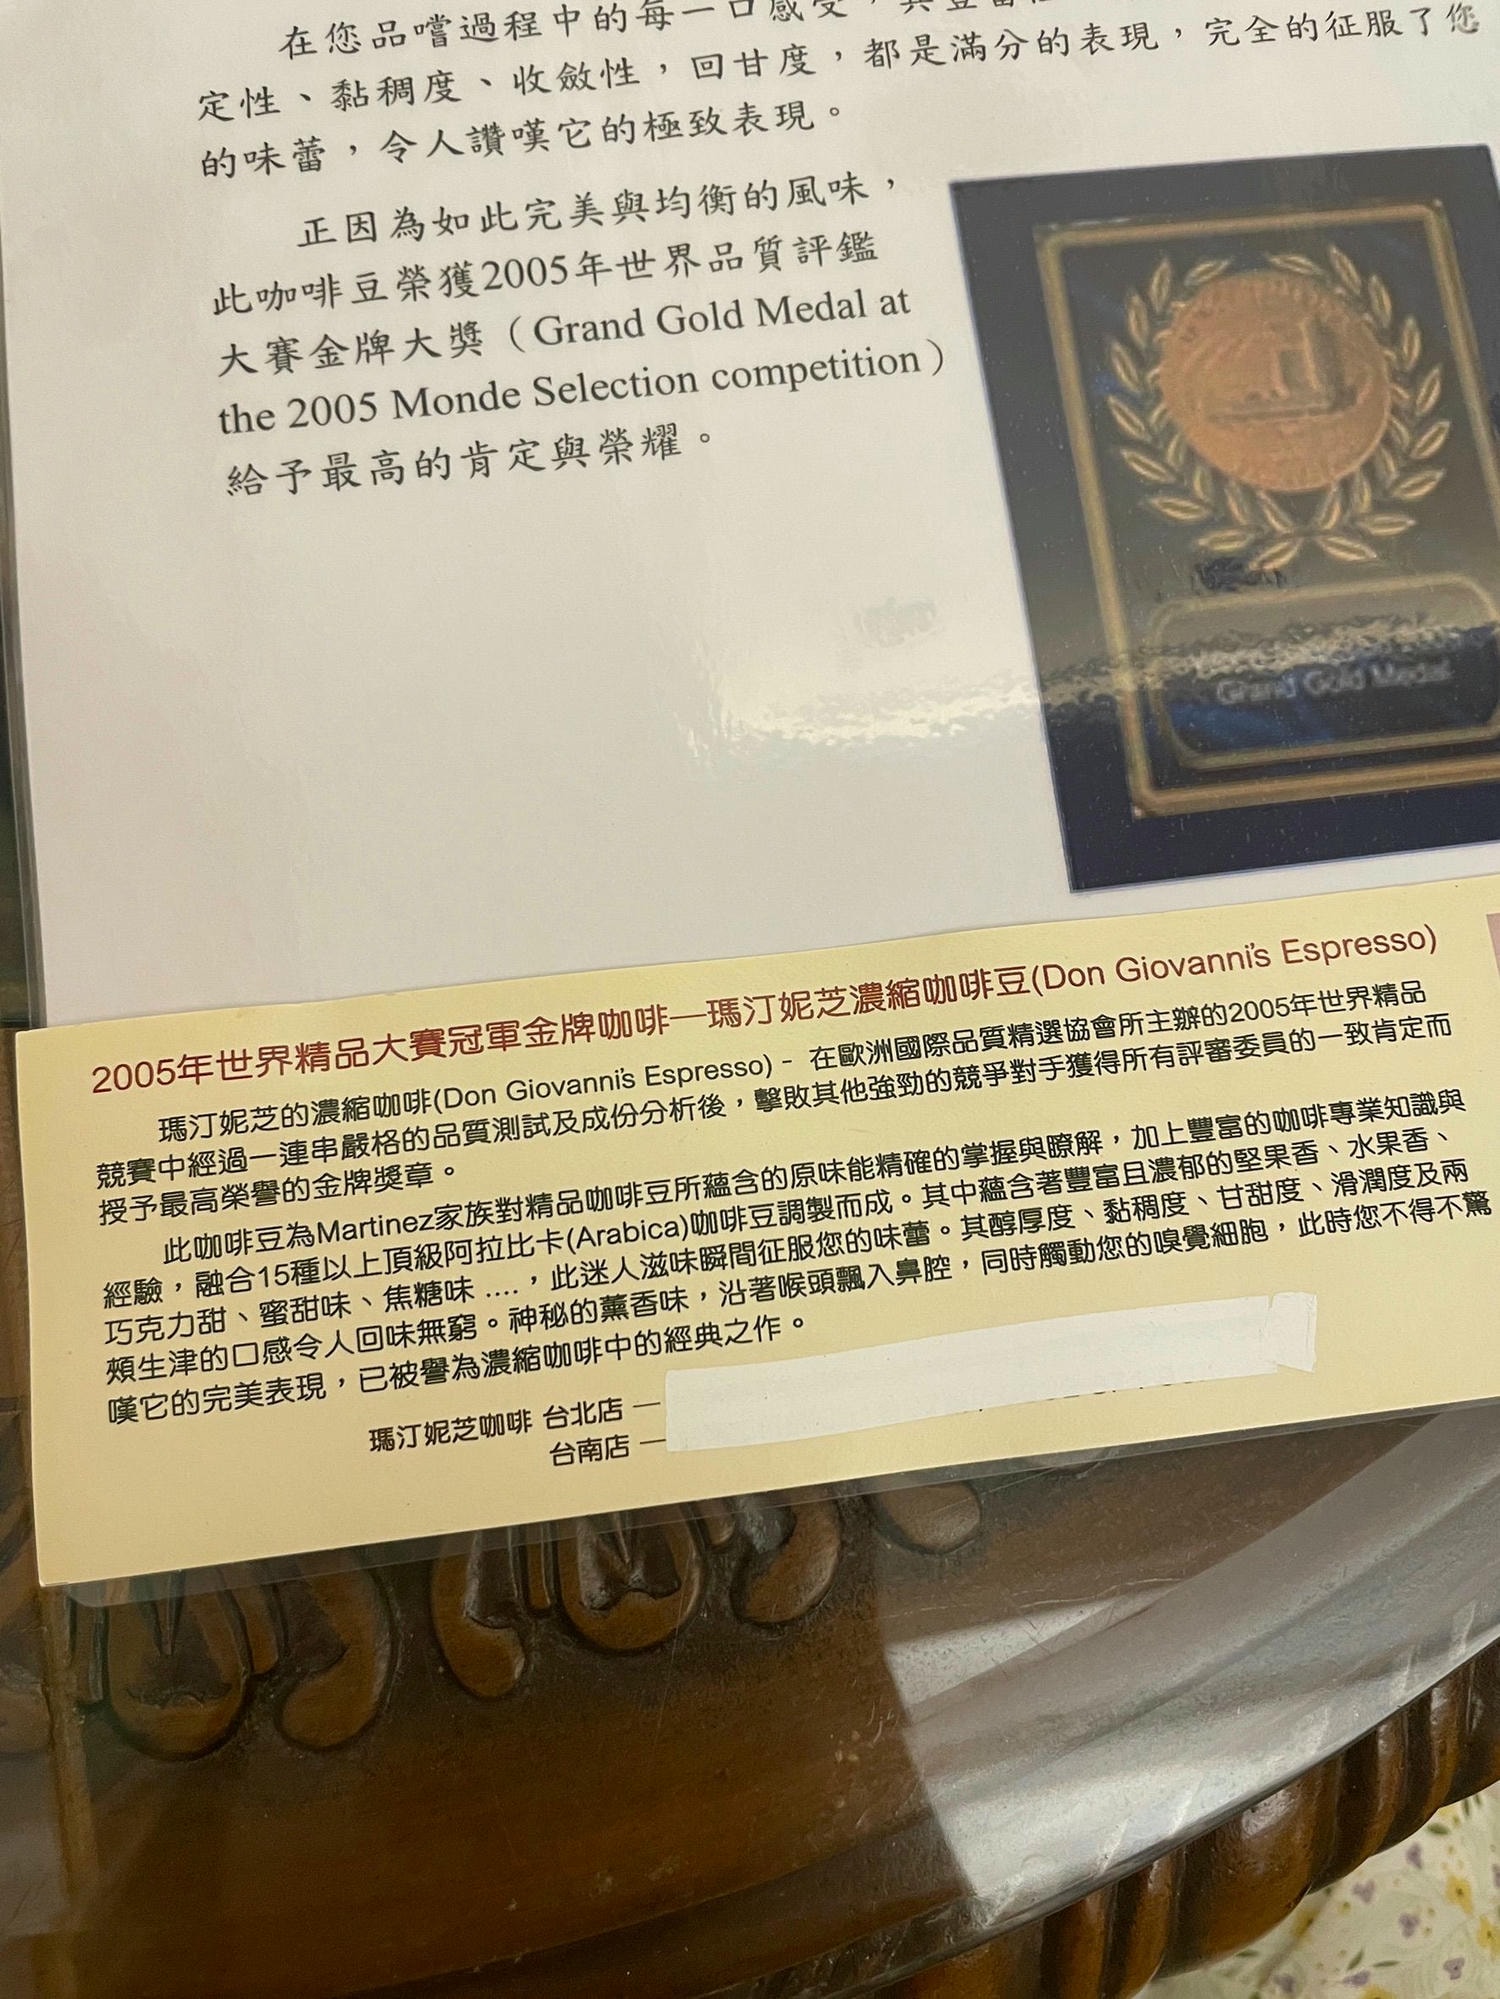 在您品嚐過程中的每一口感受，其豐富性
定性、黏稠度、收斂性，回甘度，都是滿分的表現，完全的征服了您
的味蕾，令人讚嘆它的極致表現。
正因為如此完美與均衡的風味，
此咖啡豆榮獲2005年世界品質評鑑
大賽金牌大獎（Grand Gold Medal at
the 2005 Monde Selection competition）
給予最高的肯定與榮耀。
Grand Gold Medal
2005年世界精品大賽冠軍金牌咖啡—瑪汀妮芝濃縮咖啡豆(Don Giovanni's Espresso)
瑪汀妮芝的濃縮咖啡(Don Giovanni's Espresso) - 在歐洲國際品質精選協會所主辦的2005年世界精品
競賽中經過一連串嚴格的品質測試及成份分析後，擊敗其他強勁的競爭對手獲得所有評審委員的一致肯定而
授予最高榮譽的金牌獎章。
此咖啡豆為Martinez家族對精品咖啡豆所蘊含的原味能精確的掌握與瞭解，加上豐富的咖啡專業知識與
經驗，融合15種以上頂級阿拉比卡(Arabica)咖啡豆調製而成。其中蘊含著豐富且濃郁的堅果香、水果香、
巧克力甜、蜜甜味、焦糖味 ....，此迷人滋味瞬間征服您的味蕾。其醇厚度、黏稠度、甘甜度、滑潤度及兩
頰生津的口感令人回味無窮。神秘的薰香味，沿著喉頭飄入鼻腔，同時觸動您的嗅覺細胞，此時您不得不驚
嘆它的完美表現，已被譽為濃縮咖啡中的經典之作。
瑪汀妮芝咖啡 台北店 —
台南店 —